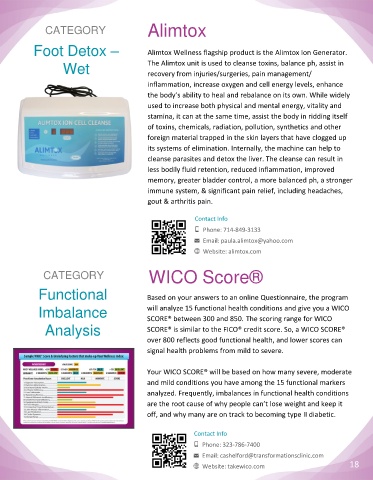 CATEGORY
Foot Detox –
Wet
ALIMTOX ION CELL CLEANSE
ALIMTOX
Alimtox
Alimtox Wellness flagship product is the Alimtox Ion Generator.
The Alimtox unit is used to cleanse toxins, balance ph, assist in
recovery from injuries/surgeries, pain management/
inflammation, increase oxygen and cell energy levels, enhance
the body's ability to heal and rebalance on its own. While widely
used to increase both physical and mental energy, vitality and
stamina, it can at the same time, assist the body in ridding itself
of toxins, chemicals, radiation, pollution, synthetics and other
foreign material trapped in the skin layers that have clogged up
its systems of elimination. Internally, the machine can help to
cleanse parasites and detox the liver. The cleanse can result in
less bodily fluid retention, reduced inflammation, improved
memory, greater bladder control, a more balanced ph, a stronger
immune system, & significant pain relief, including headaches,
gout & arthritis pain.
Contact Info
Phone: 714-849-3133
Email: paula.alimtox@yahoo.com
Website: alimtox.com
CATEGORY
Functional
Imbalance
Analysis
WICO Score®
Based on your answers to an online Questionnaire, the program
will analyze 15 functional health conditions and give you a WICO
SCORE® between 300 and 850. The scoring range for WICO
SCORE® is similar to the FICO® credit score. So, a WICO SCORE®
over 800 reflects good functional health, and lower scores can
signal health problems from mild to severe.
Your WICO SCORE® will be based on how many severe, moderate
and mild conditions you have among the 15 functional markers
analyzed. Frequently, imbalances in functional health conditions
are the root cause of why people can't lose weight and keep it
off, and why many are on track to becoming type II diabetic.
Contact Info
Phone: 323-786-7400
Email: cashelford@transformationsclinic.com
Website: takewico.com
18